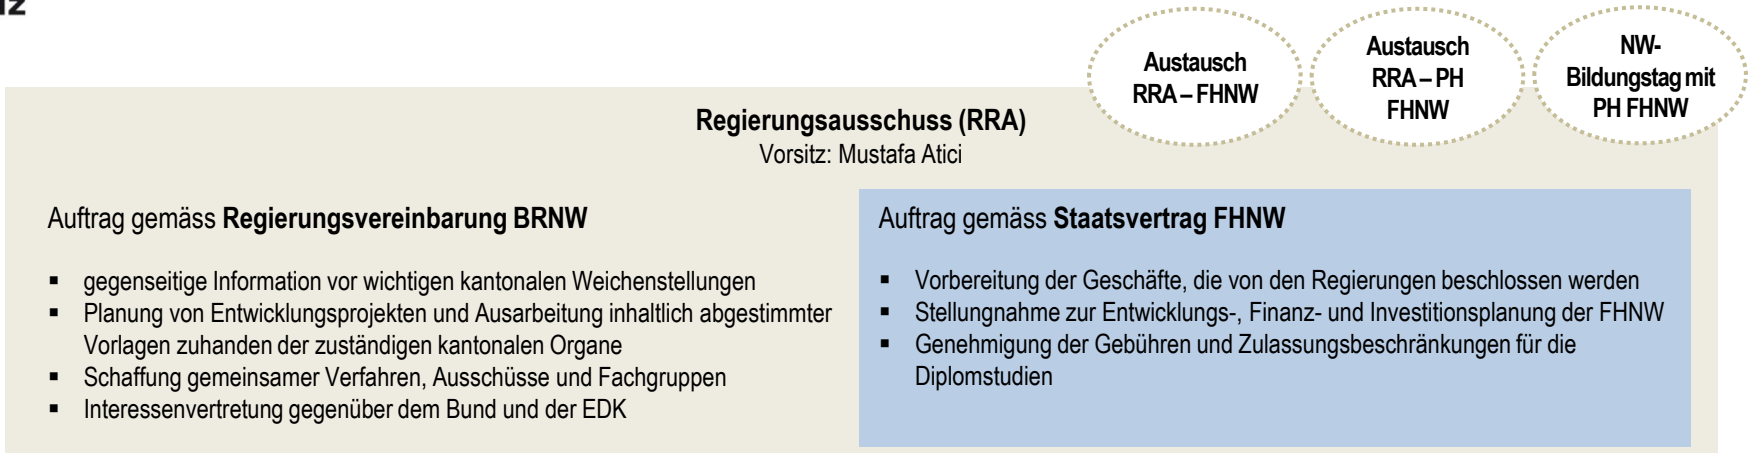 Austausch
RRA – FHNW
Austausch
RRA – PH
FHNW
NW-
Bildungstag mit
PH FHNW
Regierungsausschuss (RRA)
Vorsitz: Mustafa Atici
Auftrag gemäss Regierungsvereinbarung BRNW
▪ gegenseitige Information vor wichtigen kantonalen Weichenstellungen
▪ Planung von Entwicklungsprojekten und Ausarbeitung inhaltlich abgestimmter
Vorlagen zuhanden der zuständigen kantonalen Organe
▪ Schaffung gemeinsamer Verfahren, Ausschüsse und Fachgruppen
▪ Interessenvertretung gegenüber dem Bund und der EDK
Auftrag gemäss Staatsvertrag FHNW
▪ Vorbereitung der Geschäfte, die von den Regierungen beschlossen werden
▪ Stellungnahme zur Entwicklungs-, Finanz- und Investitionsplanung der FHNW
▪ Genehmigung der Gebühren und Zulassungsbeschränkungen für die
Diplomstudien